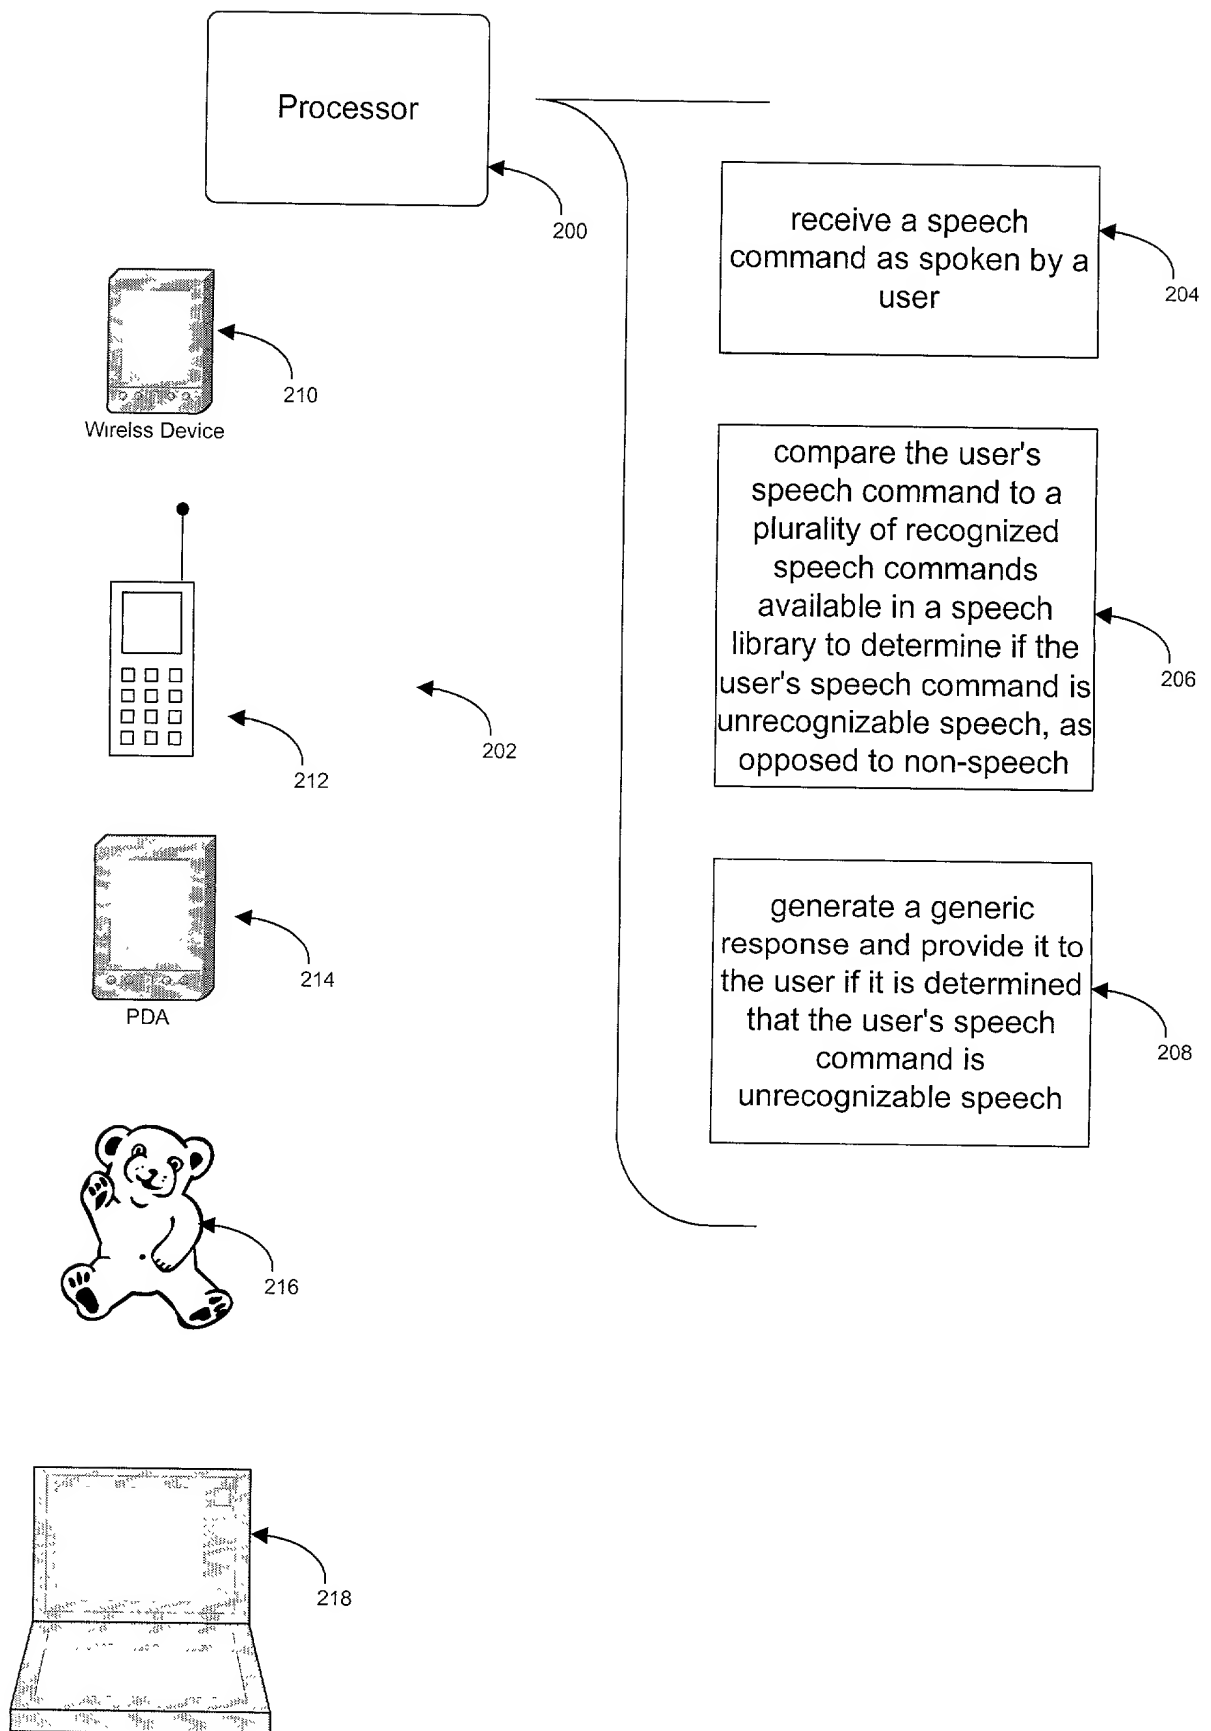 Processor
200
receive a speech
command as spoken by a
user
204
210
Wirelss Device
compare the user's
speech command to a
plurality of recognized
speech commands
available in a speech
library to determine if the
user's speech command is
unrecognizable speech, as
opposed to non-speech
206
202
212
generate a generic
response and provide it to
the user if it is determined
that the user's speech
command is
unrecognizable speech
208
214
PDA
216
218